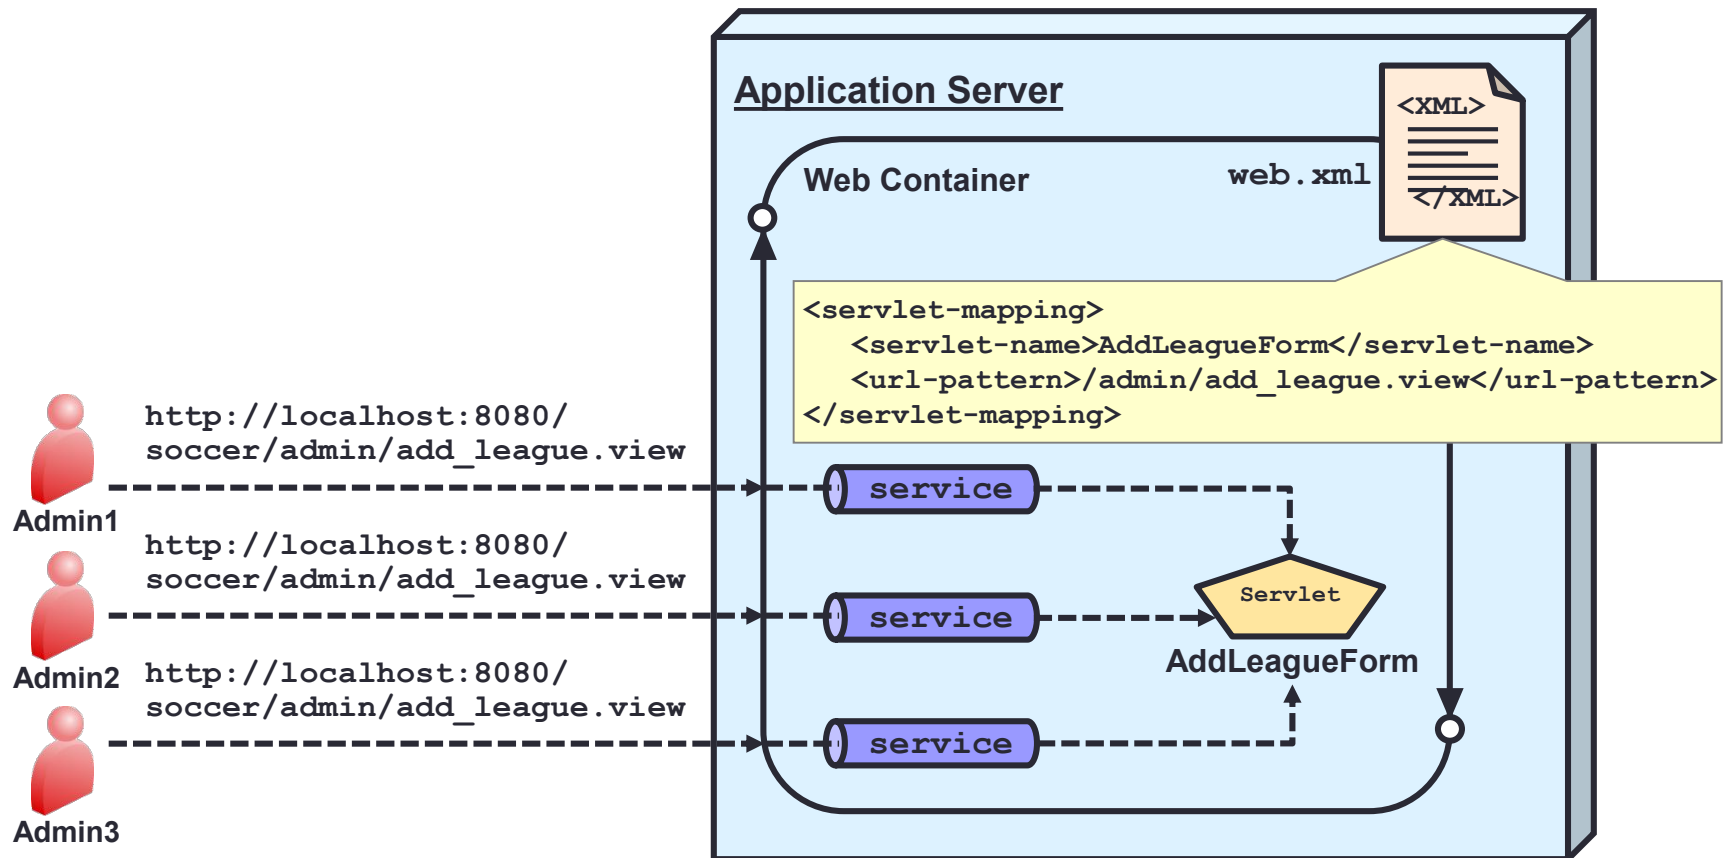 Application Server
<XML>
</XML>
Web Container
web.xml
<servlet-mapping>
<servlet-name>AddLeagueForm</servlet-name>
<url-pattern>/admin/add_league.view</url-pattern>
</servlet-mapping>
http://localhost:8080/
soccer/admin/add_league.view
Admin1
service
http://localhost:8080/
soccer/admin/add_league.view
Admin2
service
Servlet
AddLeagueForm
http://localhost:8080/
soccer/admin/add_league.view
Admin3
service